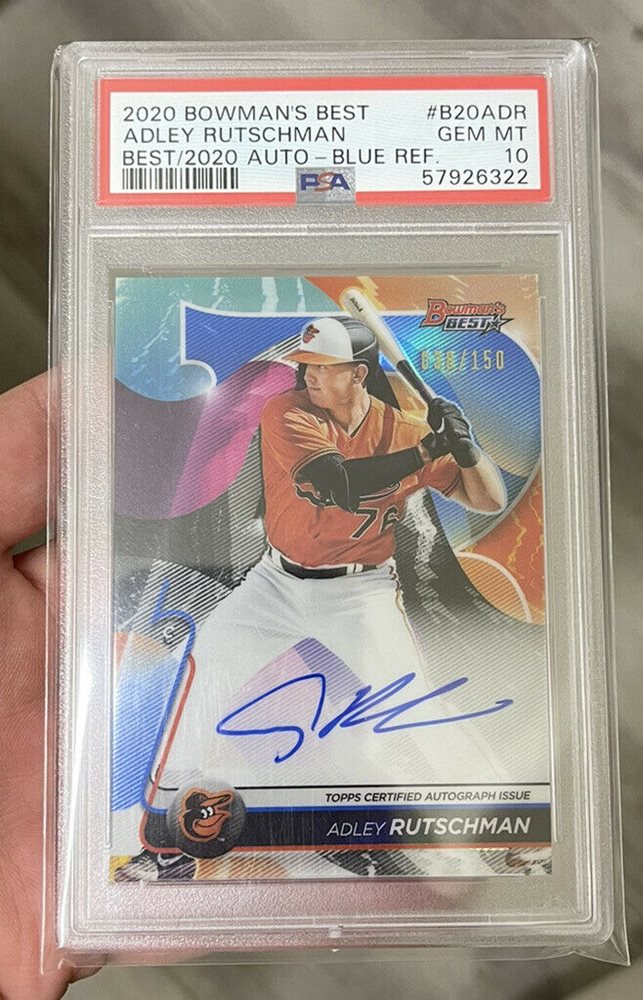 2020 BOWMAN'S BEST #B20ADR
ADLEY RUTSCHMAN GEM MT
BEST/2020 AUTO-BLUE REF. 10
PSA 57926322
Bowman's
BEST
/150
76
TOPPS CERTIFIED AUTOGRAPH ISSUE
ADLEY RUTSCHMAN